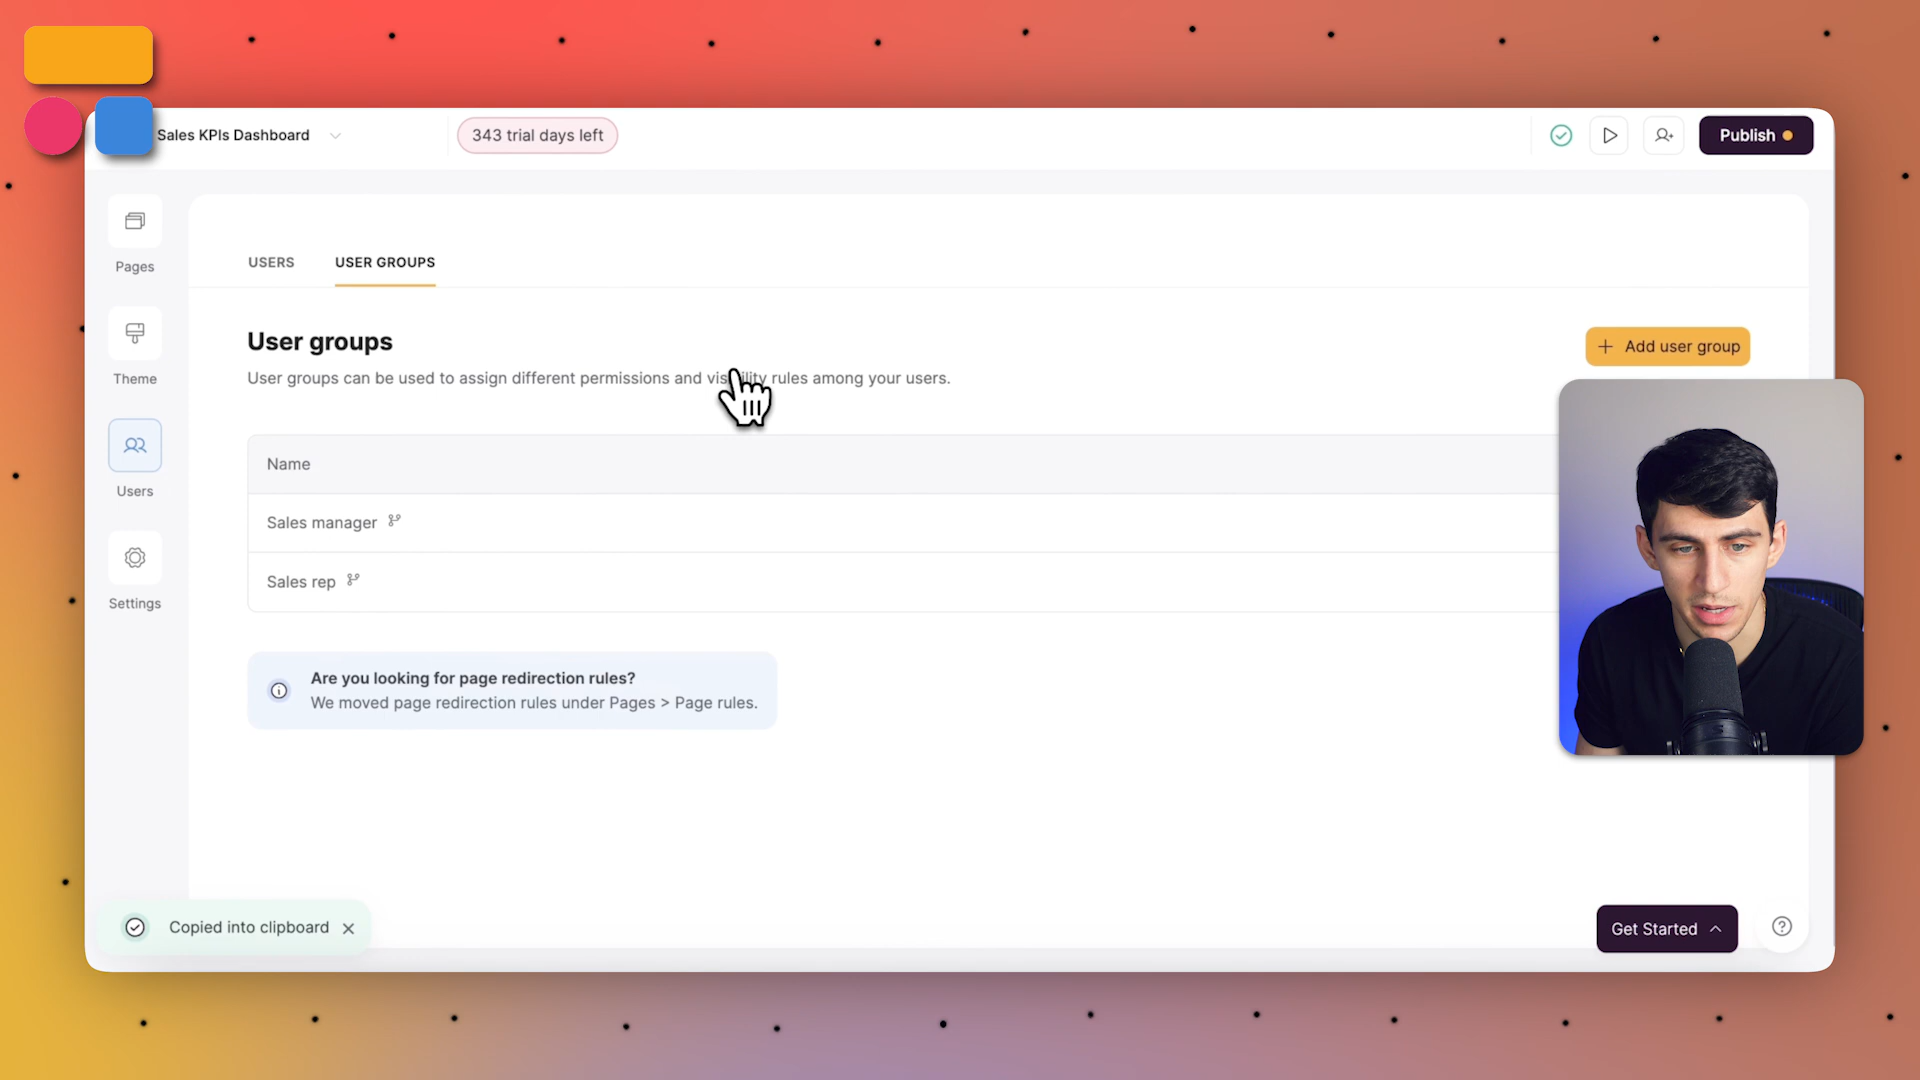 Sales KPIs Dashboard
343 trial days left
Publish
Pages
Theme
Users
Settings
USERS
USER GROUPS
User groups
User groups can be used to assign different permissions and visibility rules among your users.
Add user group
Name
Sales manager
Sales rep
Are you looking for page redirection rules?
We moved page redirection rules under Pages > Page rules.
Copied into clipboard
Get Started